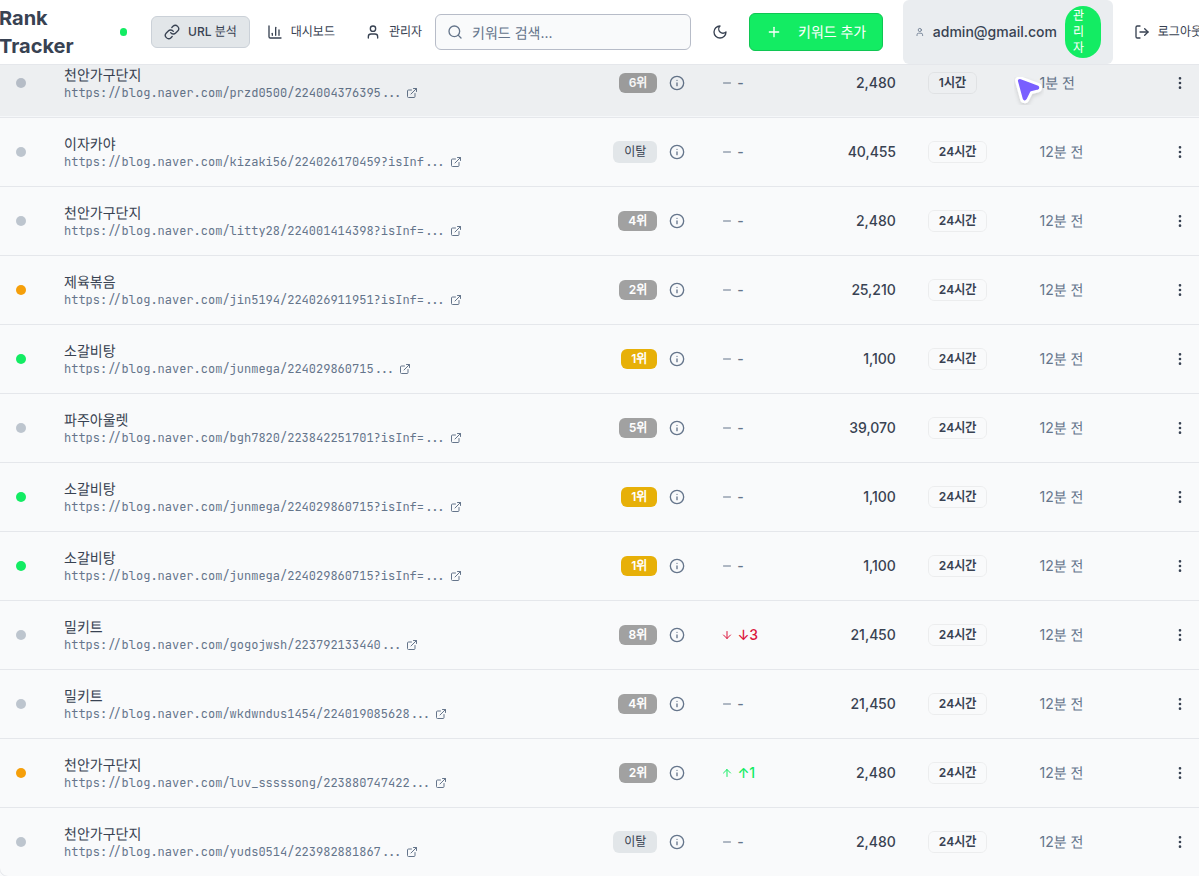 Rank
Tracker
URL 분석
대시보드
관리자
키워드 검색...
키워드 추가
admin@gmail.com
관
리
자
로그아웃
천안가구단지
https://blog.naver.com/przd0500/224004376395...
6위
– -
2,480
1시간
1분 전
이자카야
https://blog.naver.com/kizaki56/224026170459?isInf...
이탈
– -
40,455
24시간
12분 전
천안가구단지
https://blog.naver.com/litty28/224001414398?isInf=...
4위
– -
2,480
24시간
12분 전
제육볶음
https://blog.naver.com/jin5194/224026911951?isInf=...
2위
– -
25,210
24시간
12분 전
소갈비탕
https://blog.naver.com/junmega/224029860715...
1위
– -
1,100
24시간
12분 전
파주아울렛
https://blog.naver.com/bgh7820/223842251701?isInf=...
5위
– -
39,070
24시간
12분 전
소갈비탕
https://blog.naver.com/junmega/224029860715?isInf=...
1위
– -
1,100
24시간
12분 전
소갈비탕
https://blog.naver.com/junmega/224029860715?isInf=...
1위
– -
1,100
24시간
12분 전
밀키트
https://blog.naver.com/gogojwsh/223792133440...
8위
↓ ↓3
21,450
24시간
12분 전
밀키트
https://blog.naver.com/wkdwndus1454/224019085628...
4위
– -
21,450
24시간
12분 전
천안가구단지
https://blog.naver.com/luv_sssssong/223880747422...
2위
↑ ↑1
2,480
24시간
12분 전
천안가구단지
https://blog.naver.com/yuds0514/223982881867...
이탈
– -
2,480
24시간
12분 전